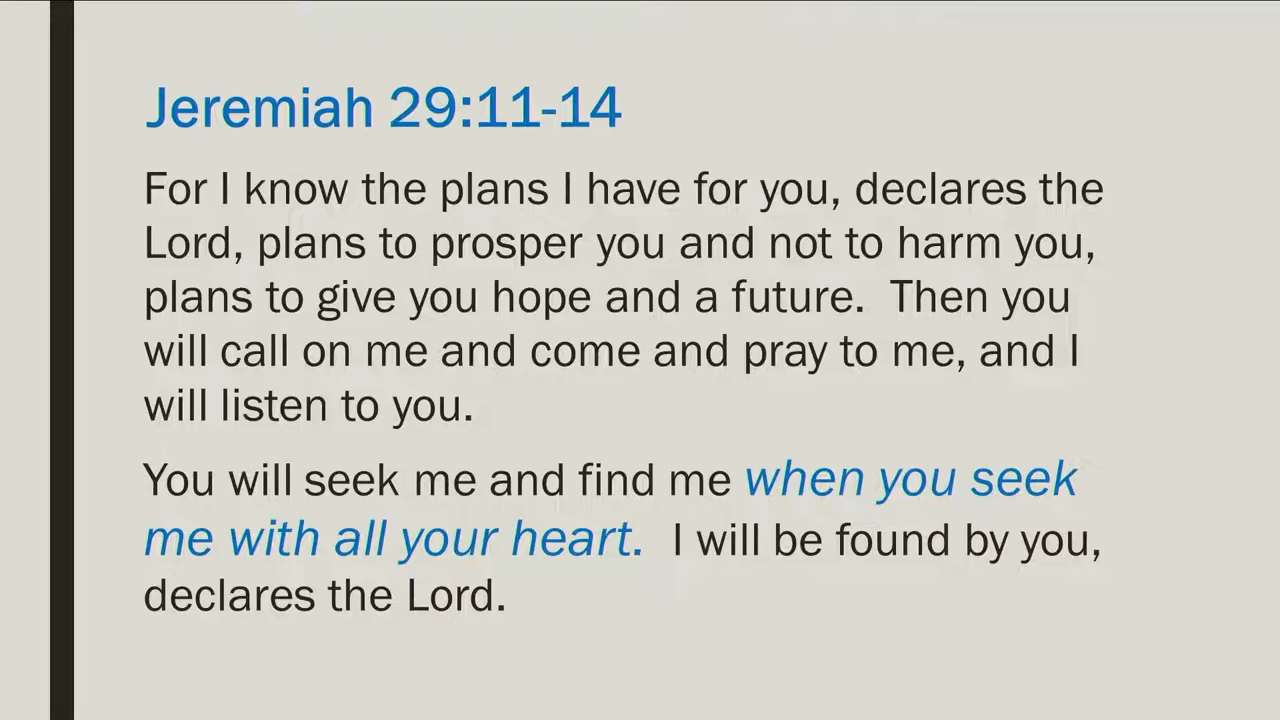 Jeremiah 29:11-14
For I know the plans I have for you, declares the
Lord, plans to prosper you and not to harm you,
plans to give you hope and a future.  Then you
will call on me and come and pray to me, and I
will listen to you.
You will seek me and find me when you seek
me with all your heart.  I will be found by you,
declares the Lord.